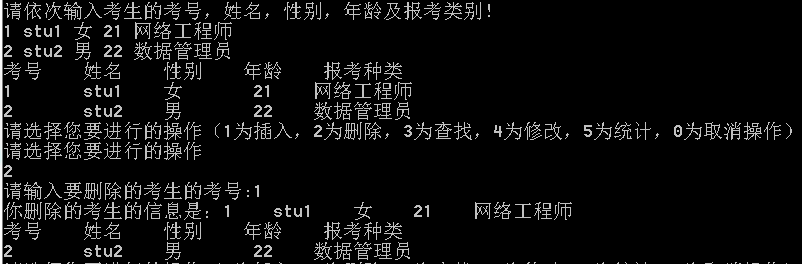 请依次输入考生的考号，姓名，性别，年龄及报考类别！
1 stu1 女 21 网络工程师
2 stu2 男 22 数据管理员
考号 姓名 性别 年龄 报考种类
1 stu1 女 21 网络工程师
2 stu2 男 22 数据管理员
请选择您要进行的操作（1为插入，2为删除，3为查找，4为修改，5为统计，0为取消操作）
请选择您要进行的操作
2
请输入要删除的考生的考号:1
你删除的考生的信息是：1 stu1 女 21 网络工程师
考号 姓名 性别 年龄 报考种类
2 stu2 男 22 数据管理员